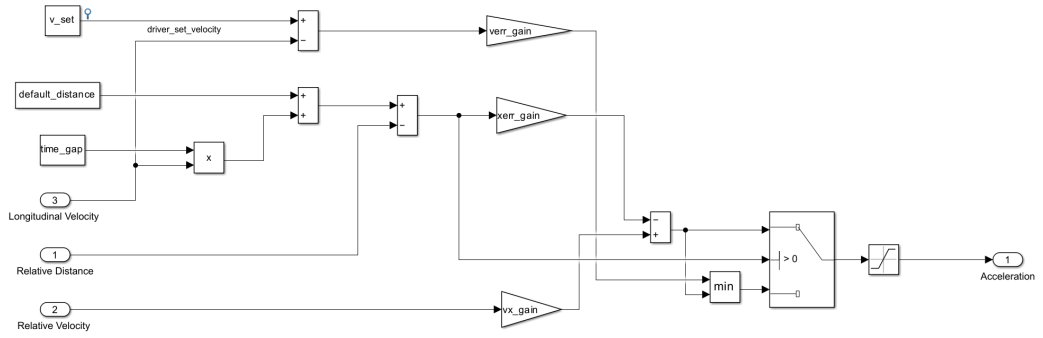 v_set
+
−
driver_set_velocity
verr_gain
default_distance
+
+
+
−
xerr_gain
time_gap
x
3
Longitudinal Velocity
−
+
1
Relative Distance
> 0
1
Acceleration
min
2
Relative Velocity
vx_gain